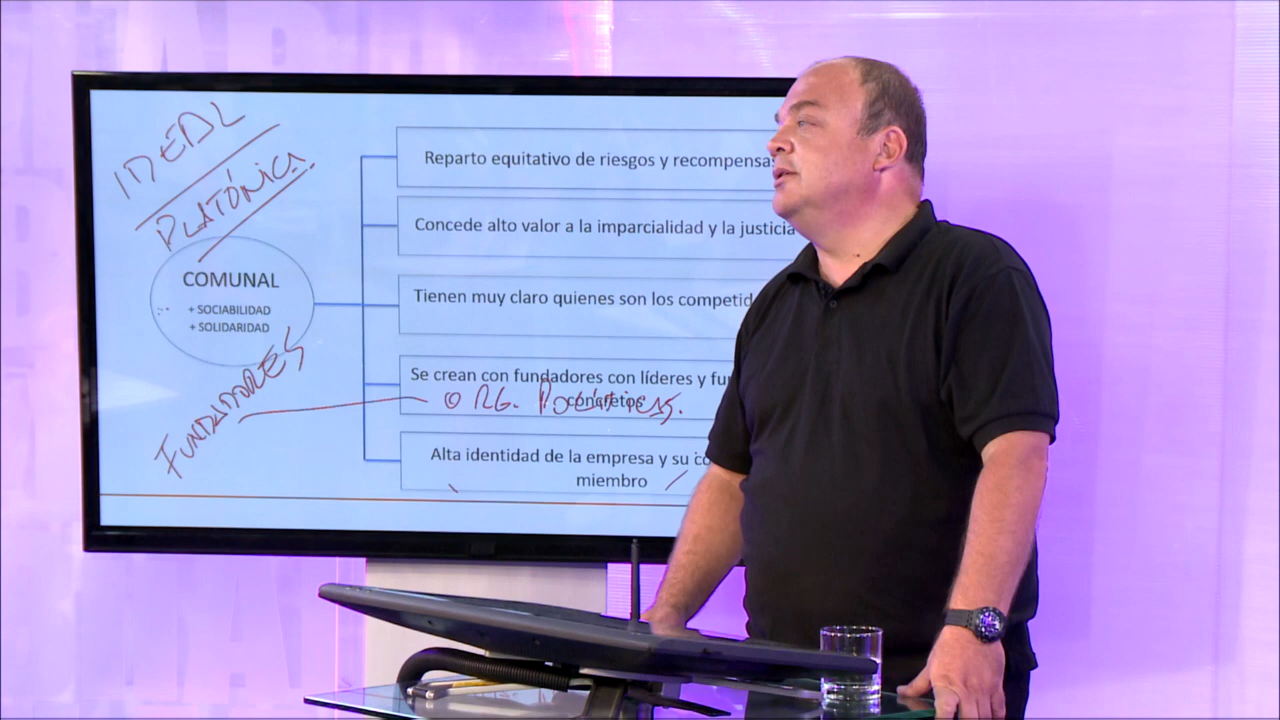 IDEAL
PLATÓNICA
COMUNAL
+ SOCIABILIDAD
+ SOLIDARIDAD
FUNDADORES
Reparto equitativo de riesgos y recompensa
Concede alto valor a la imparcialidad y la justicia
Tienen muy claro quienes son los competid
Se crean con fundadores con líderes y fu
concretos
ORG.
Alta identidad de la empresa y su co
miembro